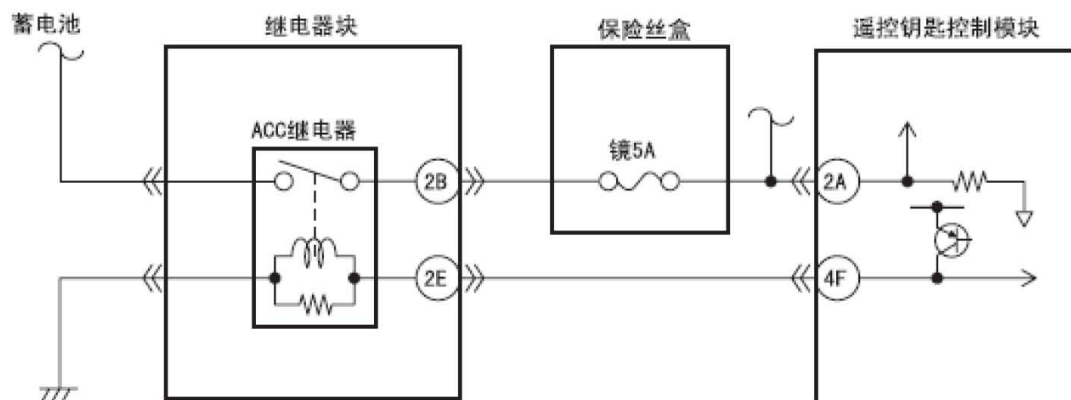 蓄电池
继电器块
保险丝盒
遥控钥匙控制模块
ACC继电器
镜5A
2B
2A
2E
4F